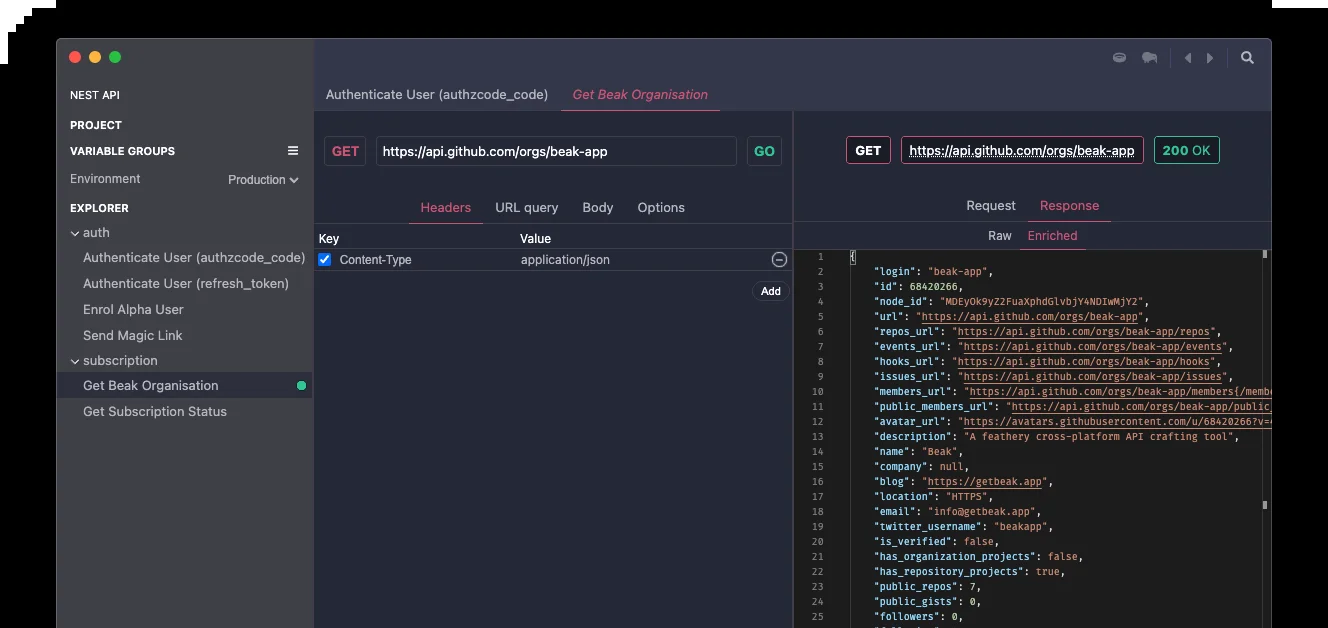 NEST API
PROJECT
VARIABLE GROUPS
Environment Production
EXPLORER
auth
Authenticate User (authzcode_code)
Authenticate User (refresh_token)
Enrol Alpha User
Send Magic Link
subscription
Get Beak Organisation
Get Subscription Status
Authenticate User (authzcode_code) Get Beak Organisation
GET https://api.github.com/orgs/beak-app GO
Headers URL query Body Options
Key Value
Content-Type application/json
Add
GET https://api.github.com/orgs/beak-app 200 OK
Request Response
Raw Enriched
1 {
2 "login": "beak-app",
3 "id": 68420266,
4 "node_id": "MDEyOk9yZ2FuaXphdGlvbjY4NDIwMjY2",
5 "url": "https://api.github.com/orgs/beak-app",
6 "repos_url": "https://api.github.com/orgs/beak-app/repos",
7 "events_url": "https://api.github.com/orgs/beak-app/events",
8 "hooks_url": "https://api.github.com/orgs/beak-app/hooks",
9 "issues_url": "https://api.github.com/orgs/beak-app/issues",
10 "members_url": "https://api.github.com/orgs/beak-app/members{/membe
11 "public_members_url": "https://api.github.com/orgs/beak-app/public_
12 "avatar_url": "https://avatars.githubusercontent.com/u/68420266?v=4
13 "description": "A feathery cross-platform API crafting tool",
14 "name": "Beak",
15 "company": null,
16 "blog": "https://getbeak.app",
17 "location": "HTTPS",
18 "email": "info@getbeak.app",
19 "twitter_username": "beakapp",
20 "is_verified": false,
21 "has_organization_projects": false,
22 "has_repository_projects": true,
23 "public_repos": 7,
24 "public_gists": 0,
25 "followers": 0,